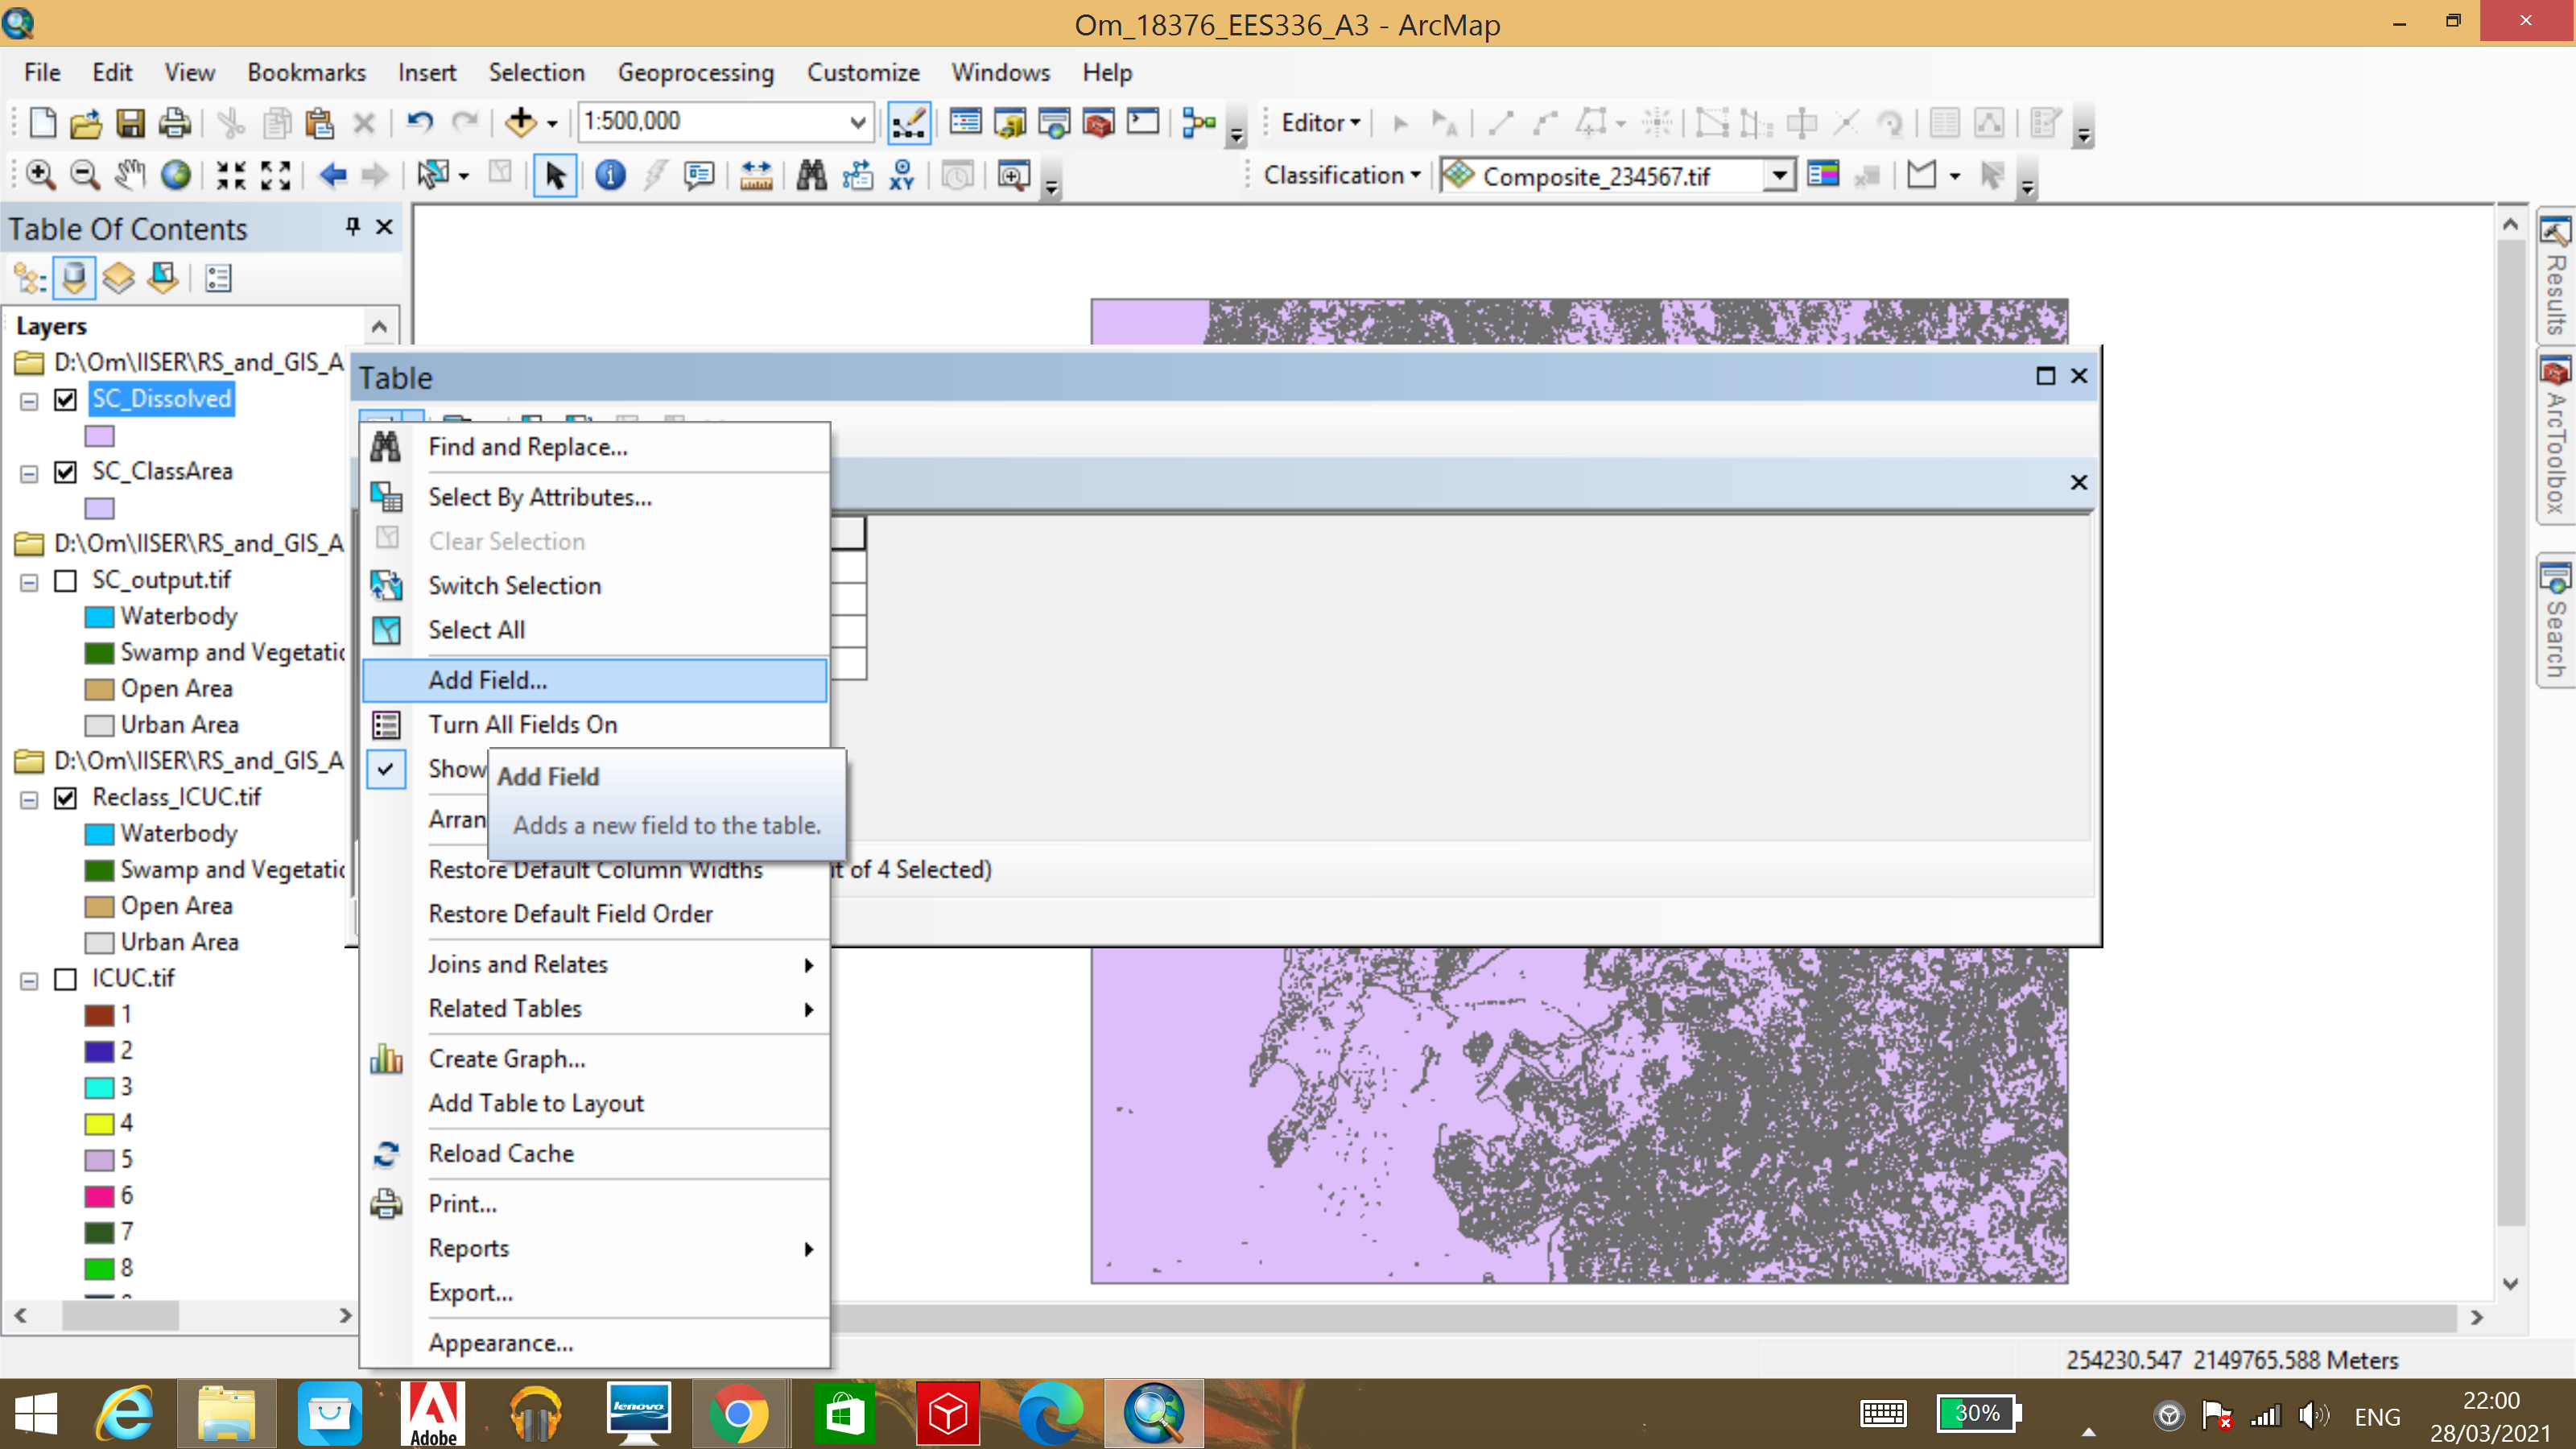 Om_18376_EES336_A3 - ArcMap
File Edit View Bookmarks Insert Selection Geoprocessing Customize Windows Help
1:500,000
Editor
XY
Classification
Composite_234567.tif
Table Of Contents
Layers
D:\Om\IISER\RS_and_GIS_A
SC_Dissolved
SC_ClassArea
D:\Om\IISER\RS_and_GIS_A
SC_output.tif
Waterbody
Swamp and Vegetatic
Open Area
Urban Area
D:\Om\IISER\RS_and_GIS_A
Reclass_ICUC.tif
Waterbody
Swamp and Vegetatic
Open Area
Urban Area
ICUC.tif
1
2
3
4
5
6
7
8
Table
Find and Replace...
Select By Attributes...
Clear Selection
Switch Selection
Select All
Add Field...
Turn All Fields On
Show
Arran
Add Field
Adds a new field to the table.
Restore Default Column Widths
of 4 Selected)
Restore Default Field Order
Joins and Relates
Related Tables
Create Graph...
Add Table to Layout
Reload Cache
Print...
Reports
Export...
Appearance...
Results
ArcToolbox
Search
254230.547 2149765.588 Meters
Adobe
lenovo
30%
ENG
22:00
28/03/2021